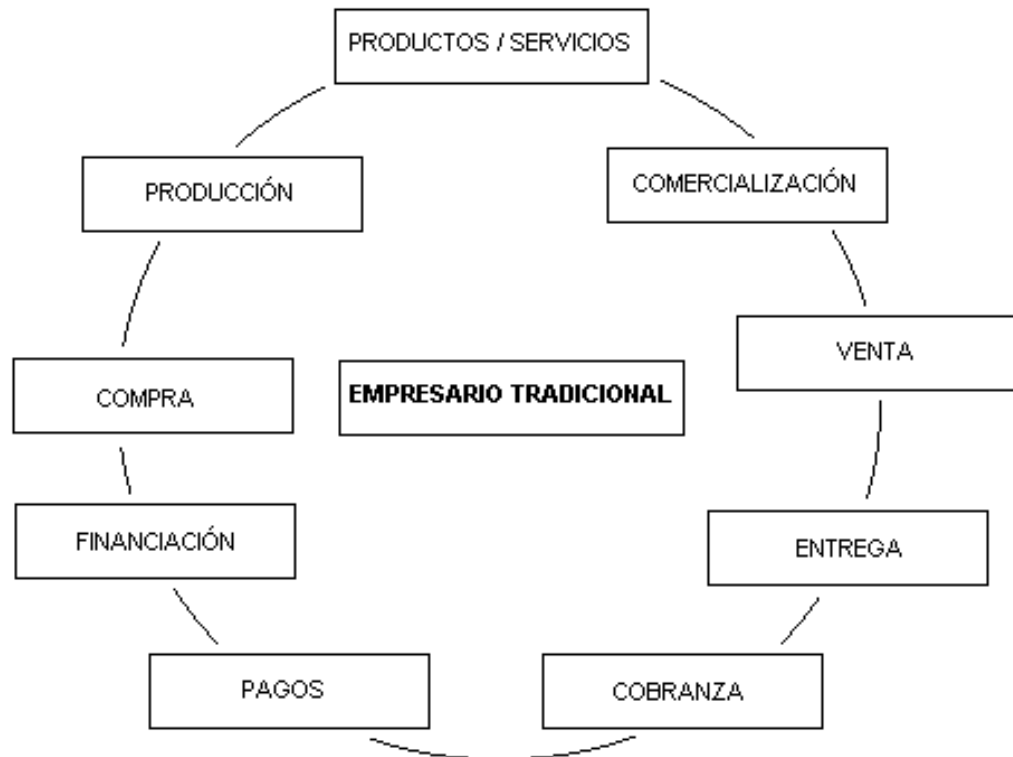 PRODUCTOS / SERVICIOS
PRODUCCIÓN
COMERCIALIZACIÓN
VENTA
COMPRA
EMPRESARIO TRADICIONAL
FINANCIACIÓN
ENTREGA
PAGOS
COBRANZA